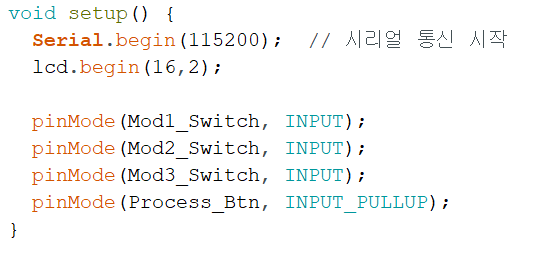 void setup() {
  Serial.begin(115200);  // 시리얼 통신 시작
  lcd.begin(16,2);

  pinMode(Mod1_Switch, INPUT);
  pinMode(Mod2_Switch, INPUT);
  pinMode(Mod3_Switch, INPUT);
  pinMode(Process_Btn, INPUT_PULLUP);
}